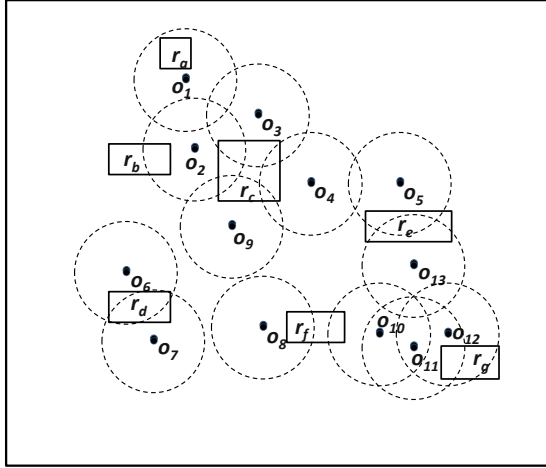 r_a
o_1
o_3
r_b
o_2
r_c
o_4
o_5
o_9
r_e
o_6
o_13
r_d
o_7
o_8
r_f
o_10
o_12
o_11
r_g